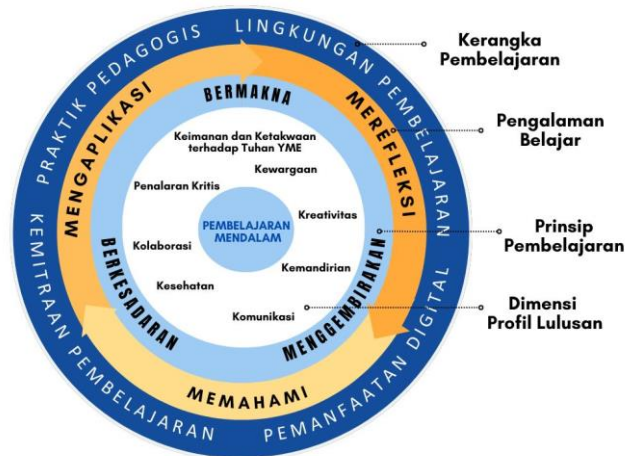 PRAKTIK PEDAGOGIS
LINGKUNGAN PEMBELAJARAN
PEMANFAATAN DIGITAL
KEMITRAAN PEMBELAJARAN
MENGAPLIKASI
MEREFLEKSI
MEMAHAMI
BERMAKNA
MENGGEMBIRAKAN
BERKESADARAN
Keimanan dan Ketakwaan
terhadap Tuhan YME
Kewargaan
Penalaran Kritis
Kreativitas
Kolaborasi
Kemandirian
Kesehatan
Komunikasi
PEMBELAJARAN
MENDALAM
Kerangka
Pembelajaran
Pengalaman
Belajar
Prinsip
Pembelajaran
Dimensi
Profil Lulusan